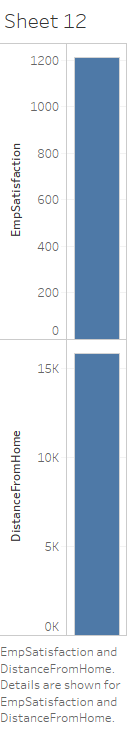 Sheet 12
EmpSatisfaction
1200
1000
800
600
400
200
0
DistanceFromHome
15K
10K
5K
0K
EmpSatisfaction and
DistanceFromHome.
Details are shown for
EmpSatisfaction and
DistanceFromHome.